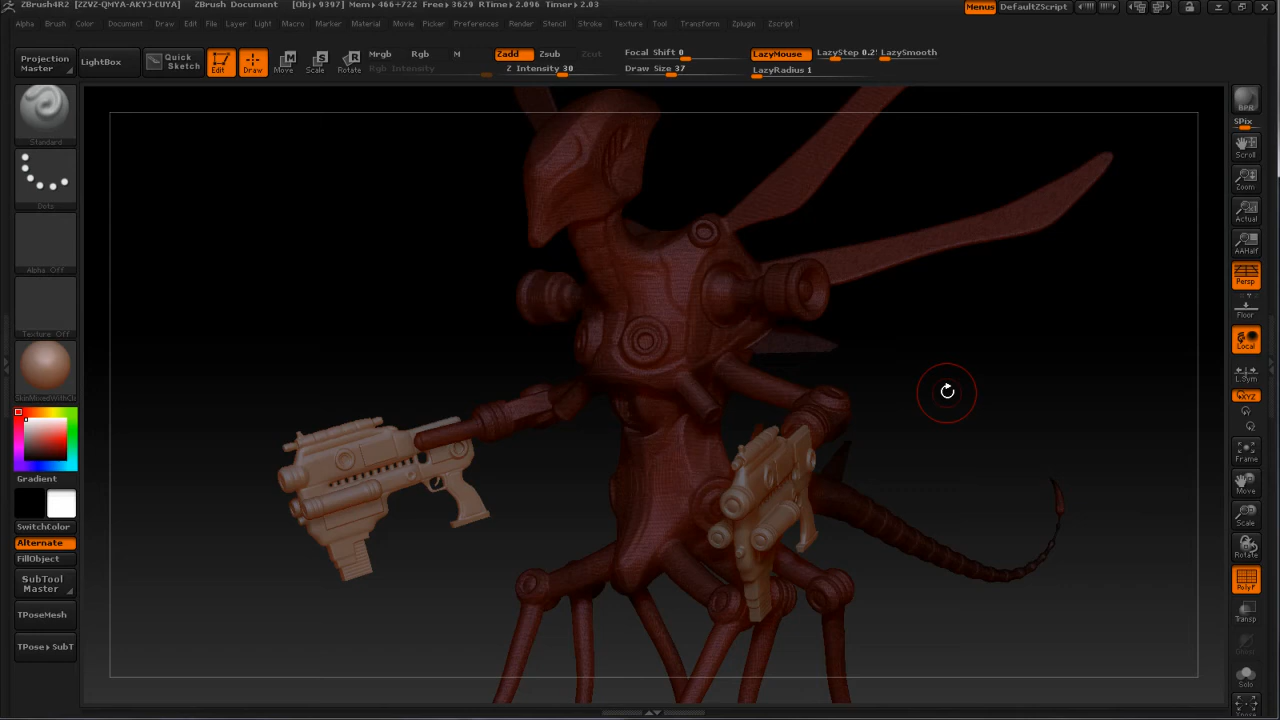 ZBrush4R2 [ZZVZ-QMYA-AKYJ-CUYA] ZBrush Document [Obj▸9397] Mem▸466+722 Free▸3629 RTime▸2.096 Timer▸2.03 Menus DefaultZScript
Alpha Brush Color Document Draw Edit File Layer Light Macro Marker Material Movie Picker Preferences Render Stencil Stroke Texture Tool Transform Zplugin Zscript
Projection Master
LightBox
Quick Sketch
Edit
Draw
Move
Scale
Rotate
Mrgb Rgb M
Rgb Intensity
Zadd Zsub Zcut
Z Intensity 30
Focal Shift 0
Draw Size 37
LazyMouse LazyStep 0.2 LazySmooth
LazyRadius 1
Standard
Dots
Alpha Off
Texture Off
Gradient
SwitchColor
Alternate
FillObject
SubTool Master
TPoseMesh
TPose▸SubT
BPR
SPix
Scroll
Zoom
Actual
AAHalf
Persp
Floor
Local
L.Sym
XYZ
Y
Z
Frame
Move
Scale
Rotate
PolyF
Transp
Solo
Xpose